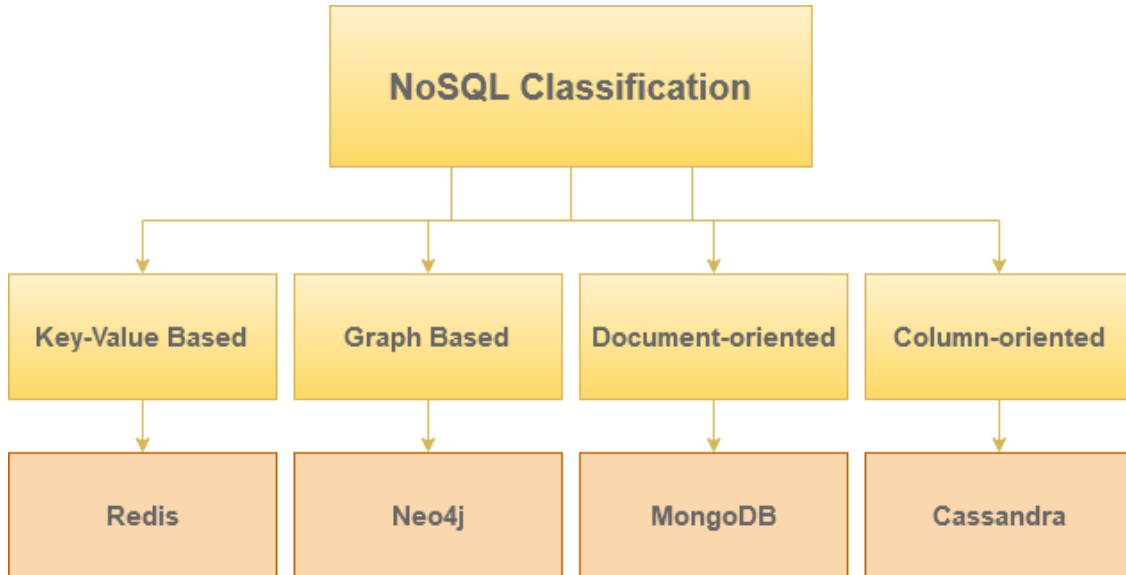 NoSQL Classification
Key-Value Based
Graph Based
Document-oriented
Column-oriented
Redis
Neo4j
MongoDB
Cassandra